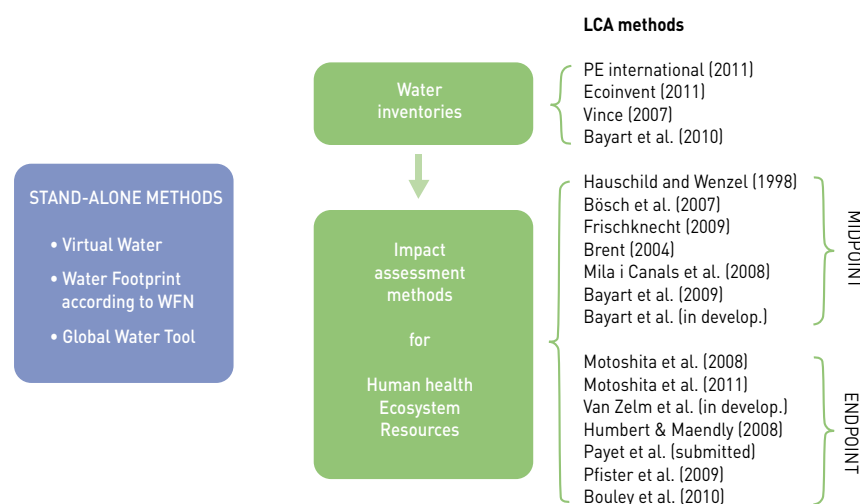 LCA methods
Water
inventories
PE international (2011)
Ecoinvent (2011)
Vince (2007)
Bayart et al. (2010)
STAND-ALONE METHODS
• Virtual Water
• Water Footprint
according to WFN
• Global Water Tool
Impact
assessment
methods
for
Human health
Ecosystem
Resources
Hauschild and Wenzel (1998)
Bösch et al. (2007)
Frischknecht (2009)
Brent (2004)
Mila i Canals et al. (2008)
Bayart et al. (2009)
Bayart et al. (in develop.)
MIDPOINT
Motoshita et al. (2008)
Motoshita et al. (2011)
Van Zelm et al. (in develop.)
Humbert & Maendly (2008)
Payet et al. (submitted)
Pfister et al. (2009)
Bouley et al. (2010)
ENDPOINT